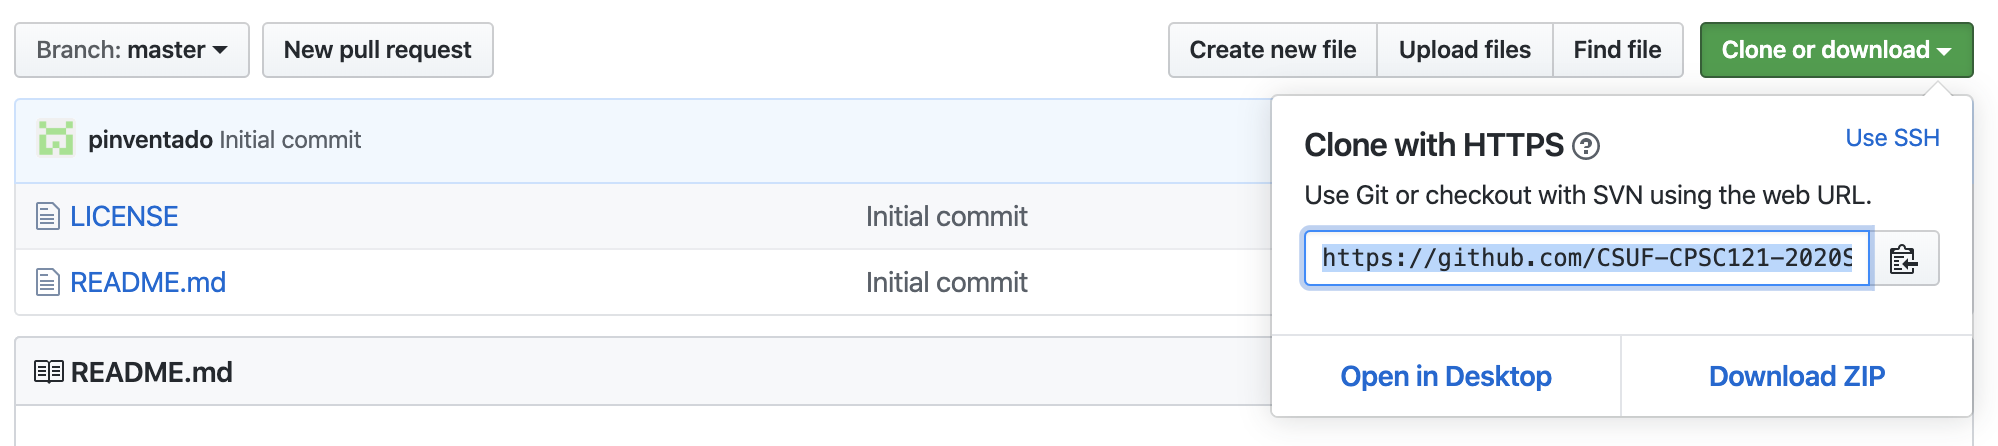 Branch: master
New pull request
Create new file
Upload files
Find file
Clone or download
pinventado Initial commit
LICENSE
Initial commit
README.md
Initial commit
README.md
Clone with HTTPS ?
Use SSH
Use Git or checkout with SVN using the web URL.
https://github.com/CSUF-CPSC121-2020S
Open in Desktop
Download ZIP